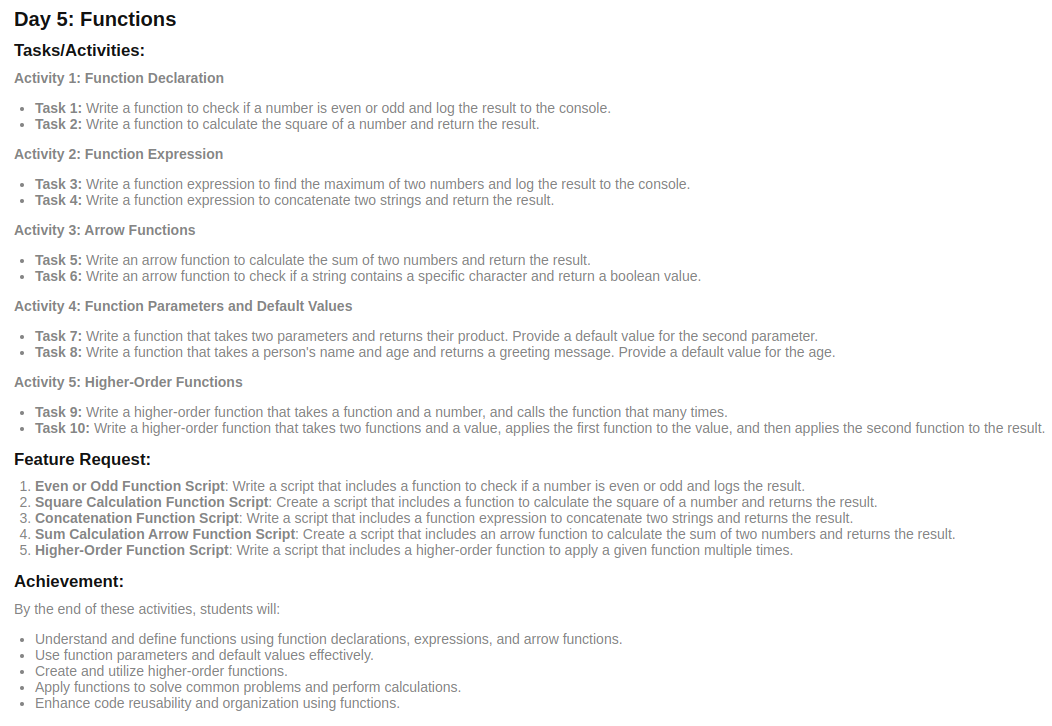 Day 5: Functions
Tasks/Activities:
Activity 1: Function Declaration
• Task 1: Write a function to check if a number is even or odd and log the result to the console.
• Task 2: Write a function to calculate the square of a number and return the result.
Activity 2: Function Expression
• Task 3: Write a function expression to find the maximum of two numbers and log the result to the console.
• Task 4: Write a function expression to concatenate two strings and return the result.
Activity 3: Arrow Functions
• Task 5: Write an arrow function to calculate the sum of two numbers and return the result.
• Task 6: Write an arrow function to check if a string contains a specific character and return a boolean value.
Activity 4: Function Parameters and Default Values
• Task 7: Write a function that takes two parameters and returns their product. Provide a default value for the second parameter.
• Task 8: Write a function that takes a person's name and age and returns a greeting message. Provide a default value for the age.
Activity 5: Higher-Order Functions
• Task 9: Write a higher-order function that takes a function and a number, and calls the function that many times.
• Task 10: Write a higher-order function that takes two functions and a value, applies the first function to the value, and then applies the second function to the result.
Feature Request:
1. Even or Odd Function Script: Write a script that includes a function to check if a number is even or odd and logs the result.
2. Square Calculation Function Script: Create a script that includes a function to calculate the square of a number and returns the result.
3. Concatenation Function Script: Write a script that includes a function expression to concatenate two strings and returns the result.
4. Sum Calculation Arrow Function Script: Create a script that includes an arrow function to calculate the sum of two numbers and returns the result.
5. Higher-Order Function Script: Write a script that includes a higher-order function to apply a given function multiple times.
Achievement:
By the end of these activities, students will:
• Understand and define functions using function declarations, expressions, and arrow functions.
• Use function parameters and default values effectively.
• Create and utilize higher-order functions.
• Apply functions to solve common problems and perform calculations.
• Enhance code reusability and organization using functions.